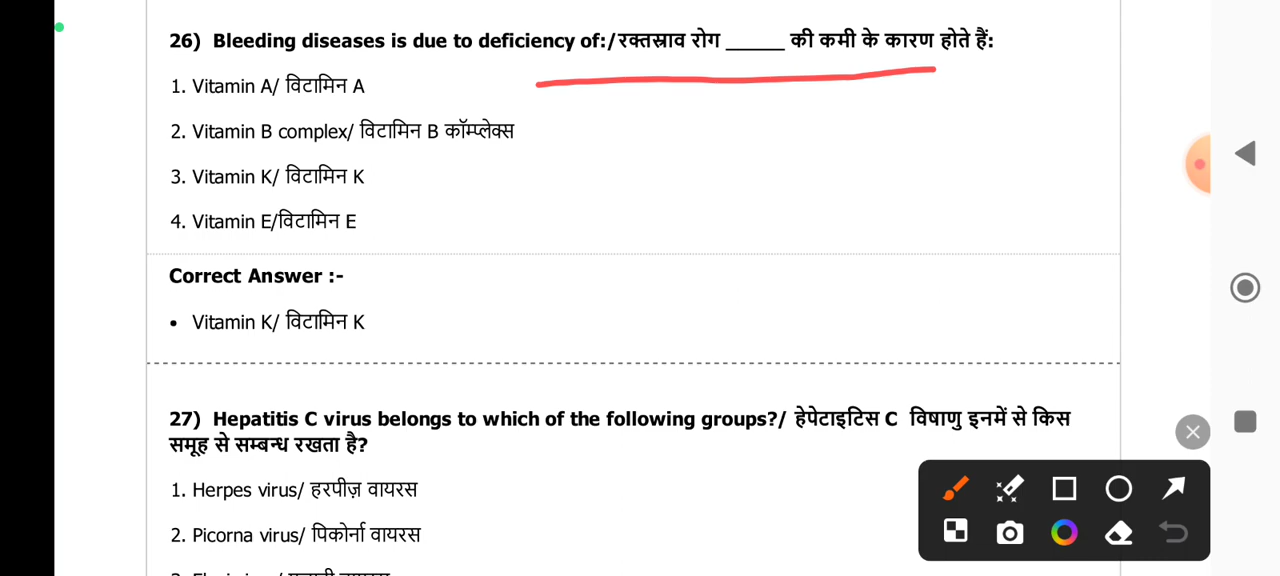 26) Bleeding diseases is due to deficiency of:/रक्तस्राव रोग _____ की कमी के कारण होते हैं:
1. Vitamin A/ विटामिन A
2. Vitamin B complex/ विटामिन B कॉम्प्लेक्स
3. Vitamin K/ विटामिन K
4. Vitamin E/विटामिन E
Correct Answer :-
• Vitamin K/ विटामिन K
27) Hepatitis C virus belongs to which of the following groups?/ हेपेटाइटिस C विषाणु इनमें से किस
समूह से सम्बन्ध रखता है?
1. Herpes virus/ हरपीज़ वायरस
2. Picorna virus/ पिकोर्ना वायरस